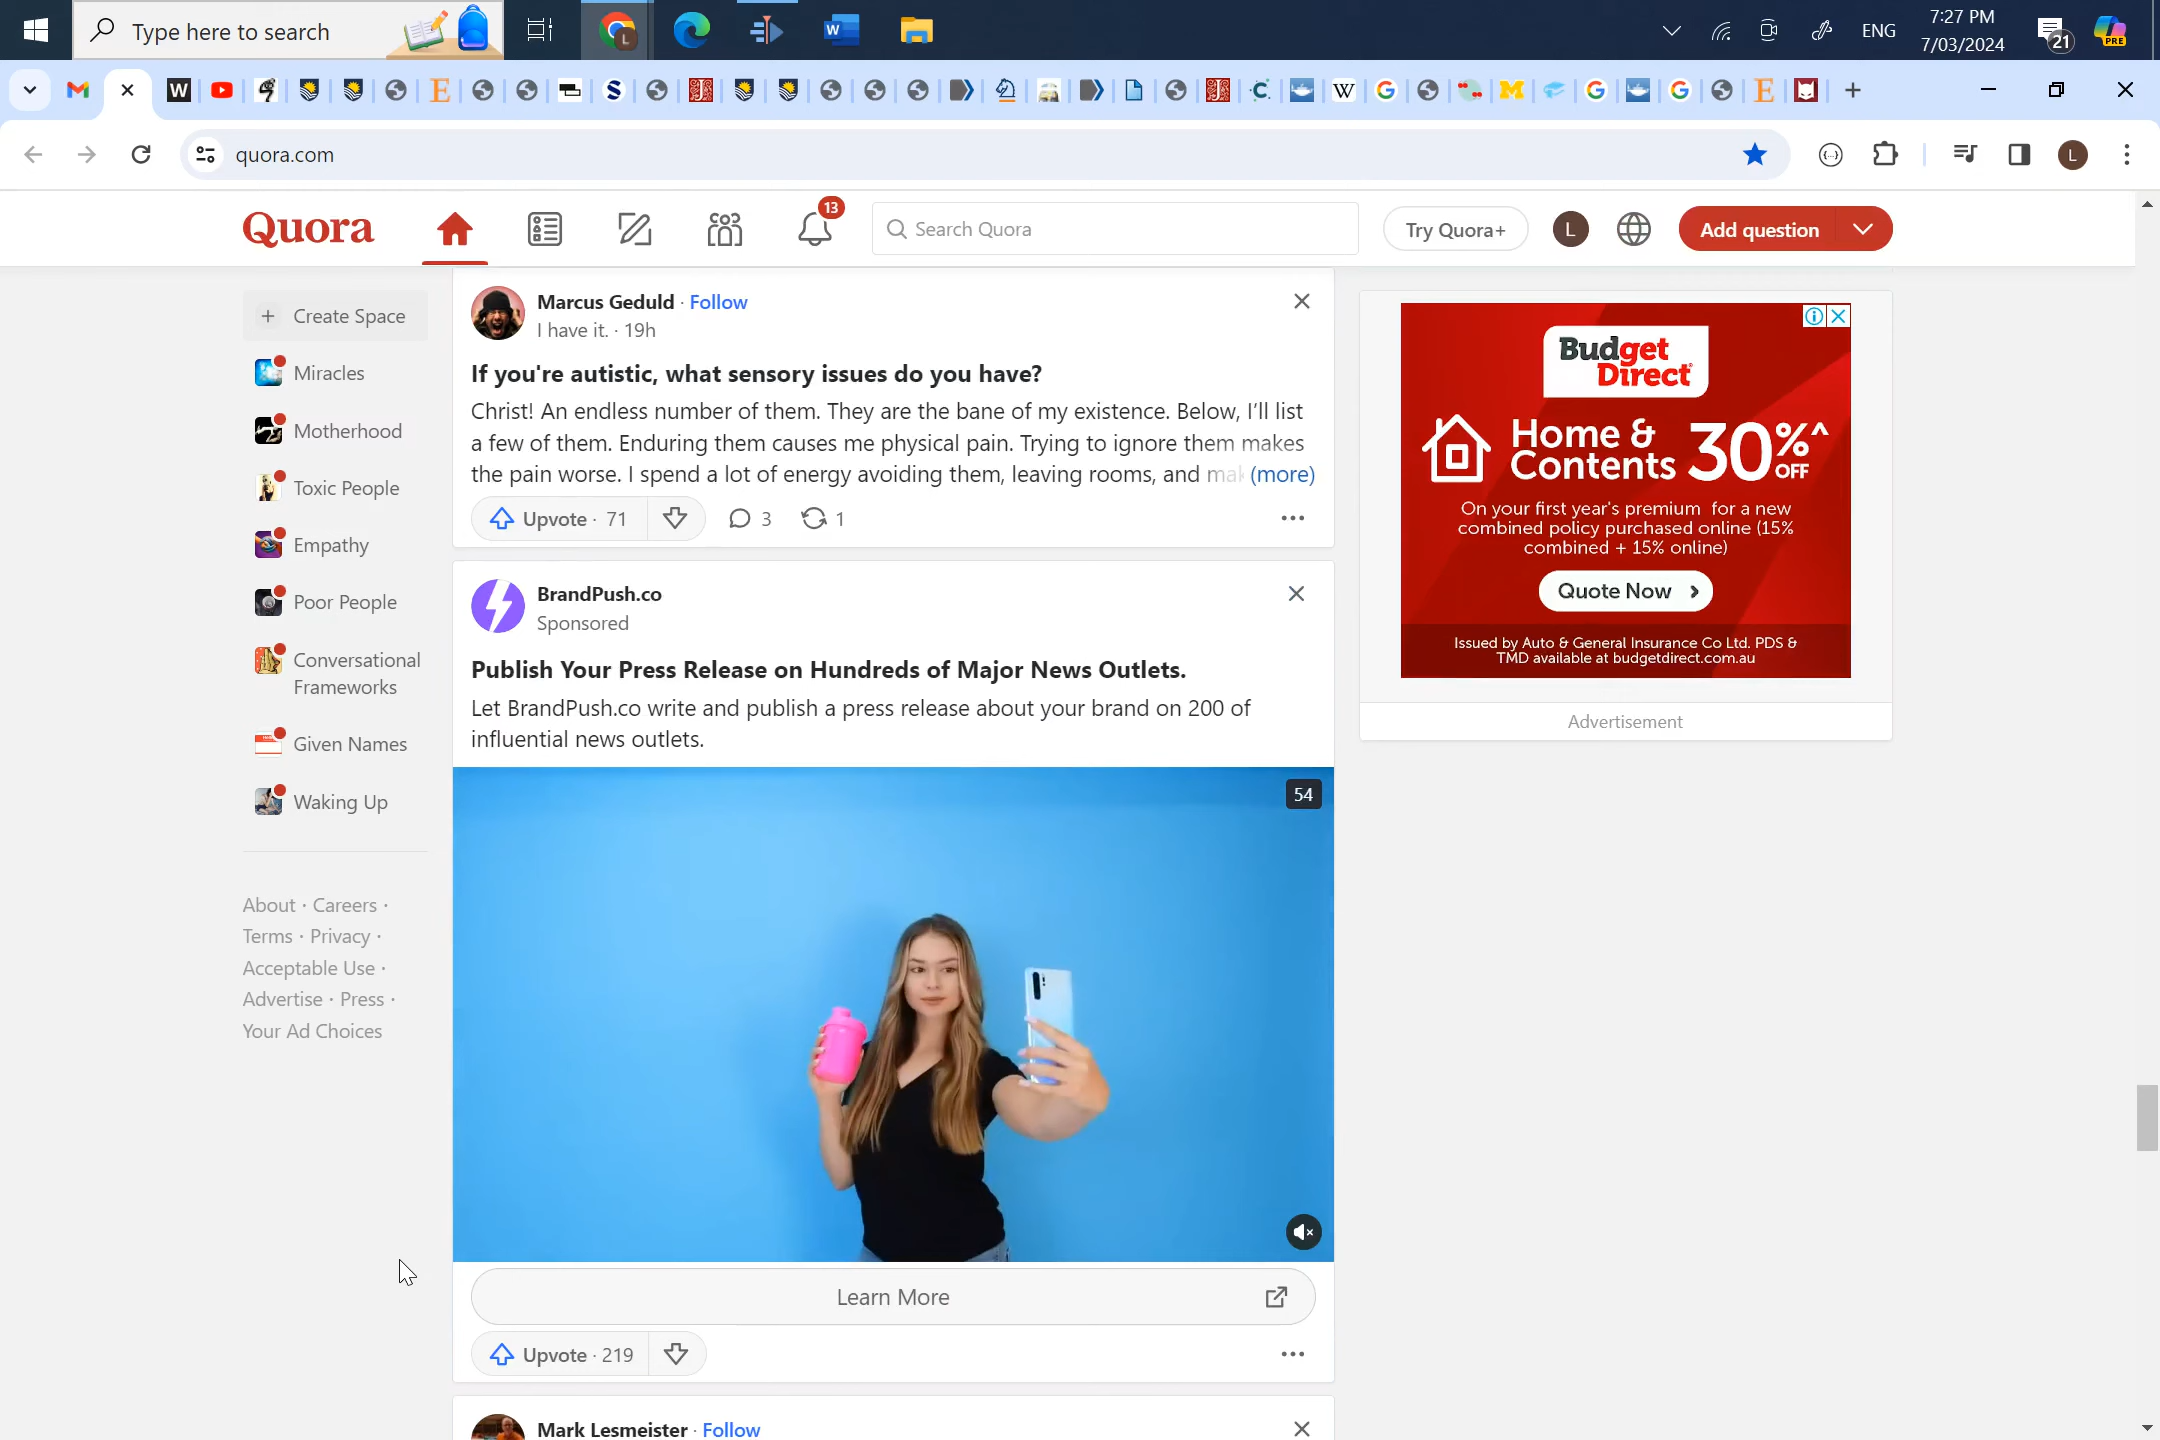 Type here to search
ENG
7:27 PM
7/03/2024
21
PRE
quora.com
Quora
13
Search Quora
Try Quora+
L
Add question
Create Space
Miracles
Motherhood
Toxic People
Empathy
Poor People
Conversational
Frameworks
Given Names
Waking Up
About · Careers ·
Terms · Privacy ·
Acceptable Use ·
Advertise · Press ·
Your Ad Choices
Marcus Geduld · Follow
I have it. · 19h
If you're autistic, what sensory issues do you have?
Christ! An endless number of them. They are the bane of my existence. Below, I'll list
a few of them. Enduring them causes me physical pain. Trying to ignore them makes
the pain worse. I spend a lot of energy avoiding them, leaving rooms, and mak (more)
Upvote · 71
3
1
BrandPush.co
Sponsored
Publish Your Press Release on Hundreds of Major News Outlets.
Let BrandPush.co write and publish a press release about your brand on 200 of
influential news outlets.
54
Learn More
Upvote · 219
Mark Lesmeister · Follow
Budget
Direct
Home &
Contents
30%^
OFF
On your first year's premium for a new
combined policy purchased online (15%
combined + 15% online)
Quote Now
Issued by Auto & General Insurance Co Ltd. PDS &
TMD available at budgetdirect.com.au
Advertisement